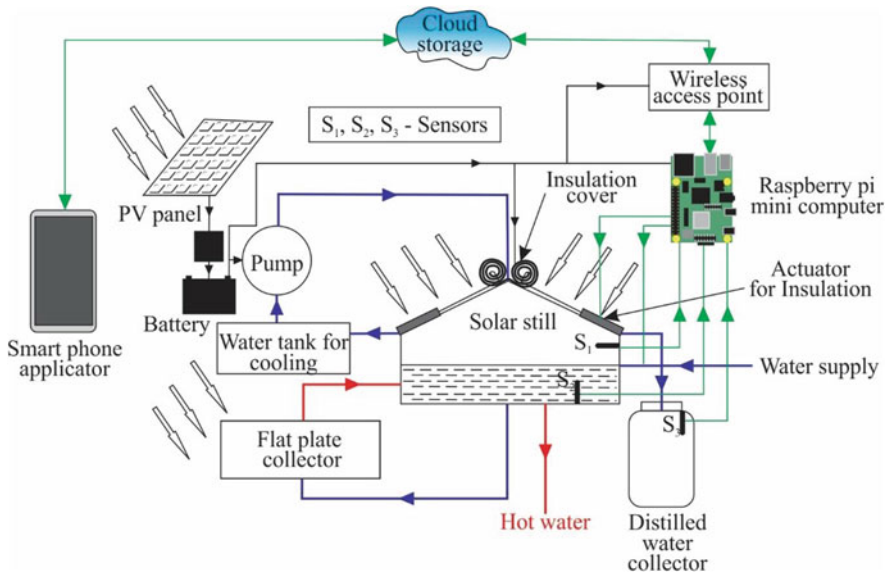 Cloud
storage
Wireless
access point
S1, S2, S3 - Sensors
Insulation
cover
Raspberry pi
mini computer
PV panel
Pump
Actuator
for Insulation
Battery
Solar still
Water tank for
cooling
S1
Smart phone
applicator
Water supply
S2
Flat plate
collector
S3
Hot water
Distilled
water
collector